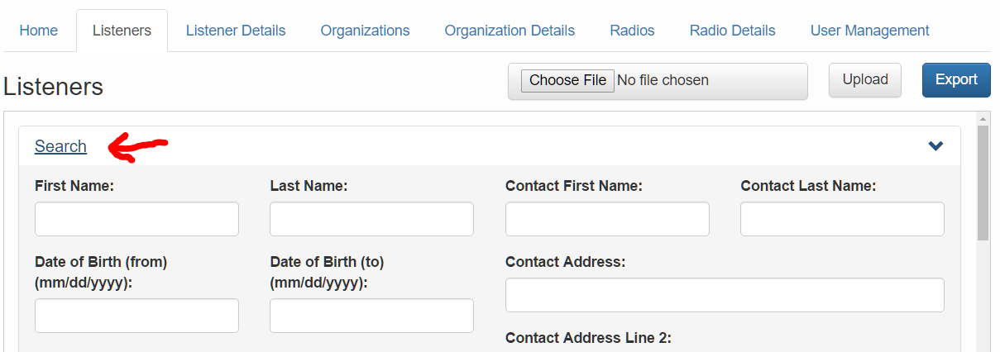 Home Listeners Listener Details Organizations Organization Details Radios Radio Details User Management
Listeners Choose File No file chosen Upload Export
Search
First Name: Last Name: Contact First Name: Contact Last Name:
Date of Birth (from) Date of Birth (to) Contact Address:
(mm/dd/yyyy): (mm/dd/yyyy):
Contact Address Line 2: